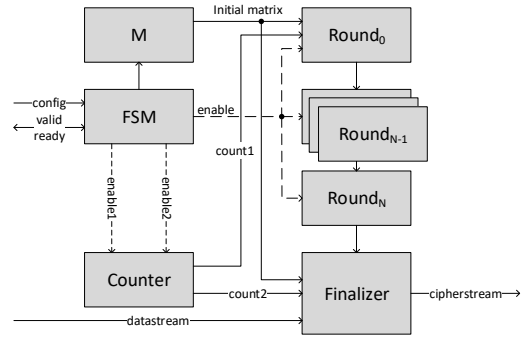 Initial matrix
M
Round0
config
valid
ready
FSM
enable
count1
RoundN-1
enable1
enable2
RoundN
Counter
count2
Finalizer
cipherstream
datastream